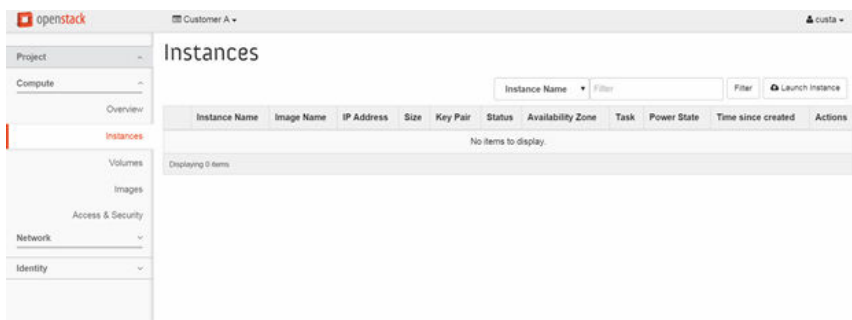 openstack
Customer A
custa
Project
Compute
Overview
Instances
Volumes
Images
Access & Security
Network
Identity
Instances
Instance Name Filter Filter Launch Instance
Instance Name Image Name IP Address Size Key Pair Status Availability Zone Task Power State Time since created Actions
No items to display.
Displaying 0 items